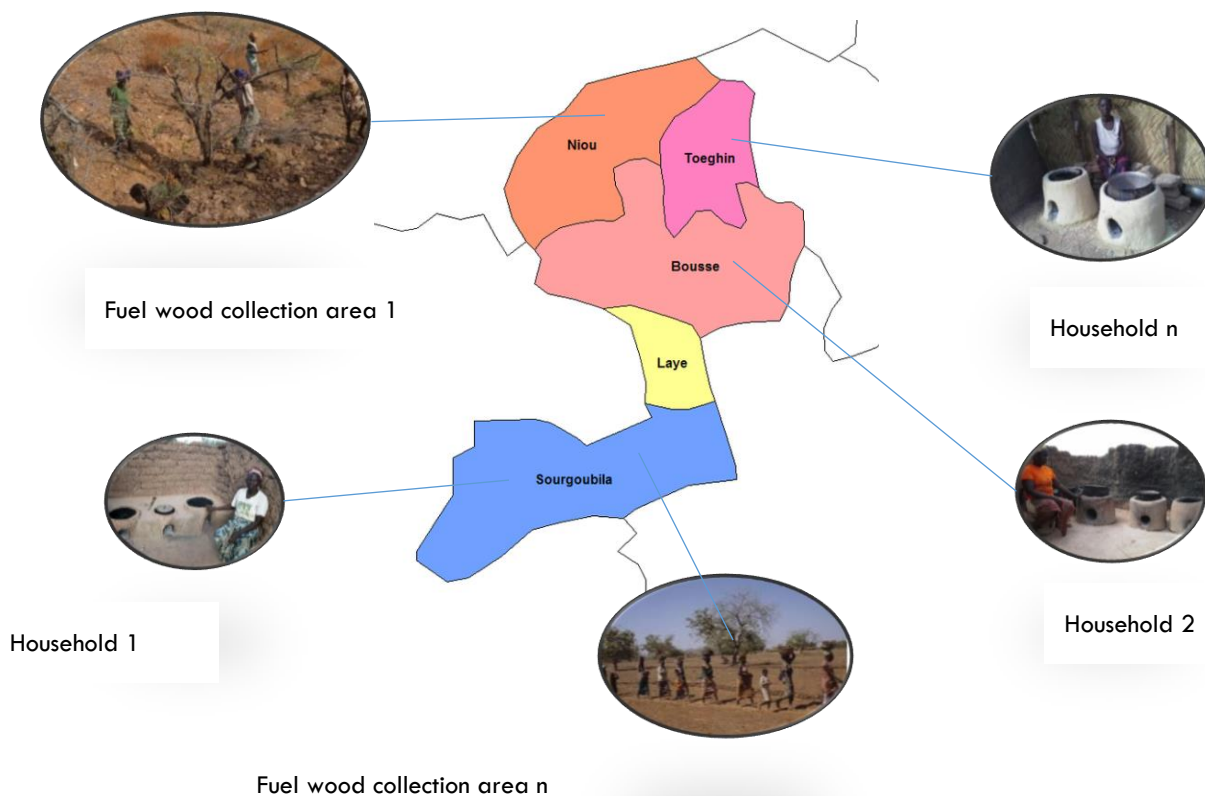 Niou
Toeghin
Bousse
Fuel wood collection area 1
Household n
Laye
Sourgoubila
Household 1
Household 2
Fuel wood collection area n